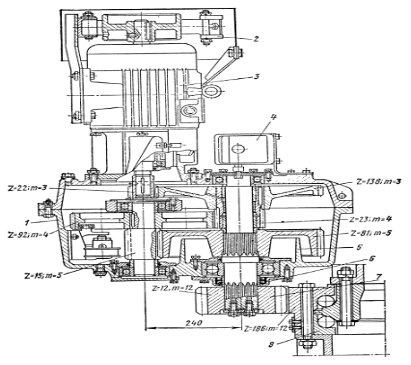 2
3
4
Z=22; m=3
Z=138; m=3
1
Z=23; m=4
Z=92; m=4
Z=81; m=5
5
Z=15; m=5
6
7
Z=12, m=12
240
Z=186; m=12
8